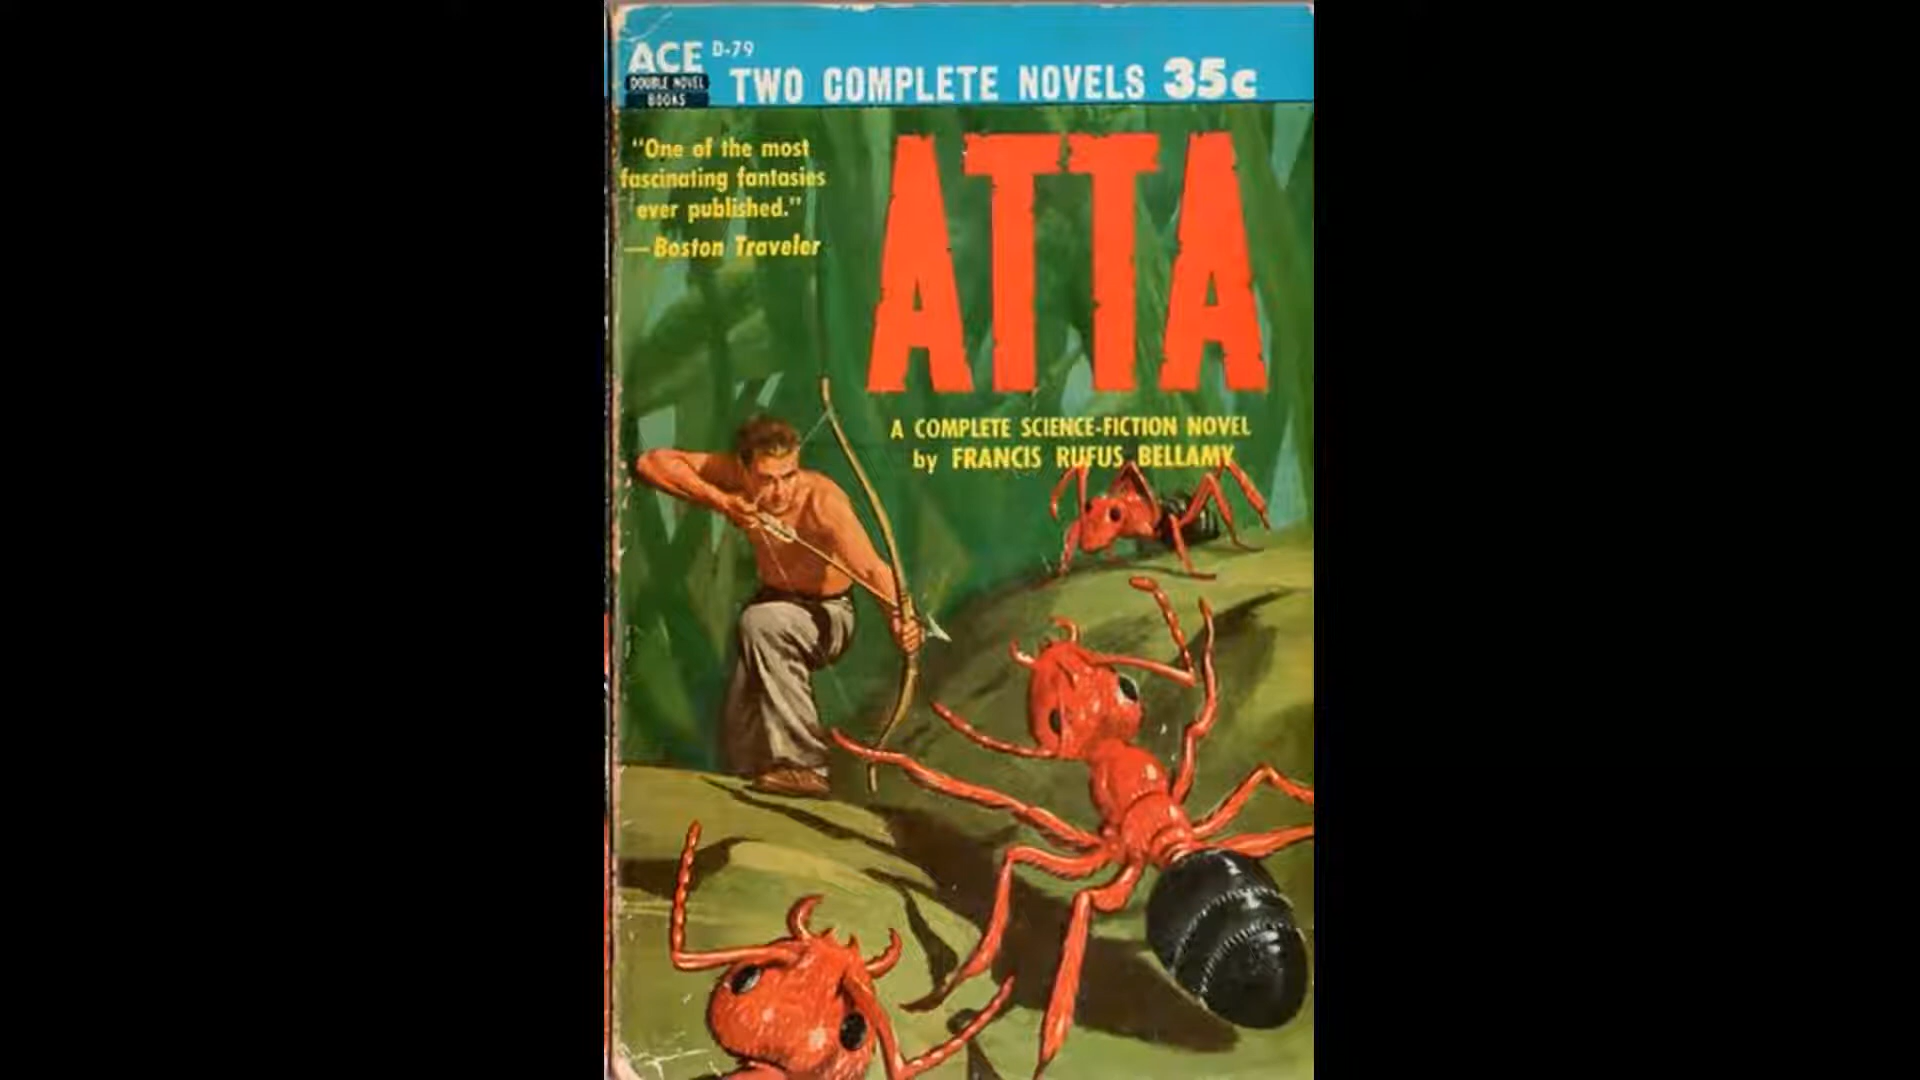 ACE D-79
DOUBLE NOVEL
BOOKS
TWO COMPLETE NOVELS 35c
"One of the most
fascinating fantasies
ever published."
—Boston Traveler
ATTA
A COMPLETE SCIENCE-FICTION NOVEL
by FRANCIS RUFUS BELLAMY